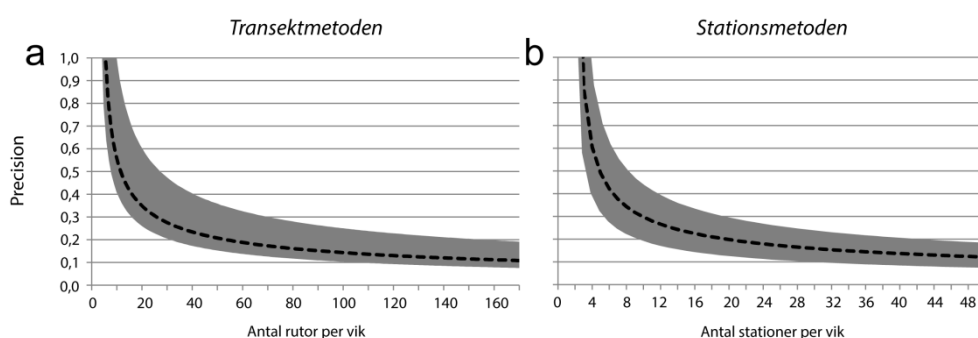 Transektmetoden
a
Precision
1,0
0,9
0,8
0,7
0,6
0,5
0,4
0,3
0,2
0,1
0,0
0 20 40 60 80 100 120 140 160
Antal rutor per vik
Stationsmetoden
b
0 4 8 12 16 20 24 28 32 36 40 44 48
Antal stationer per vik